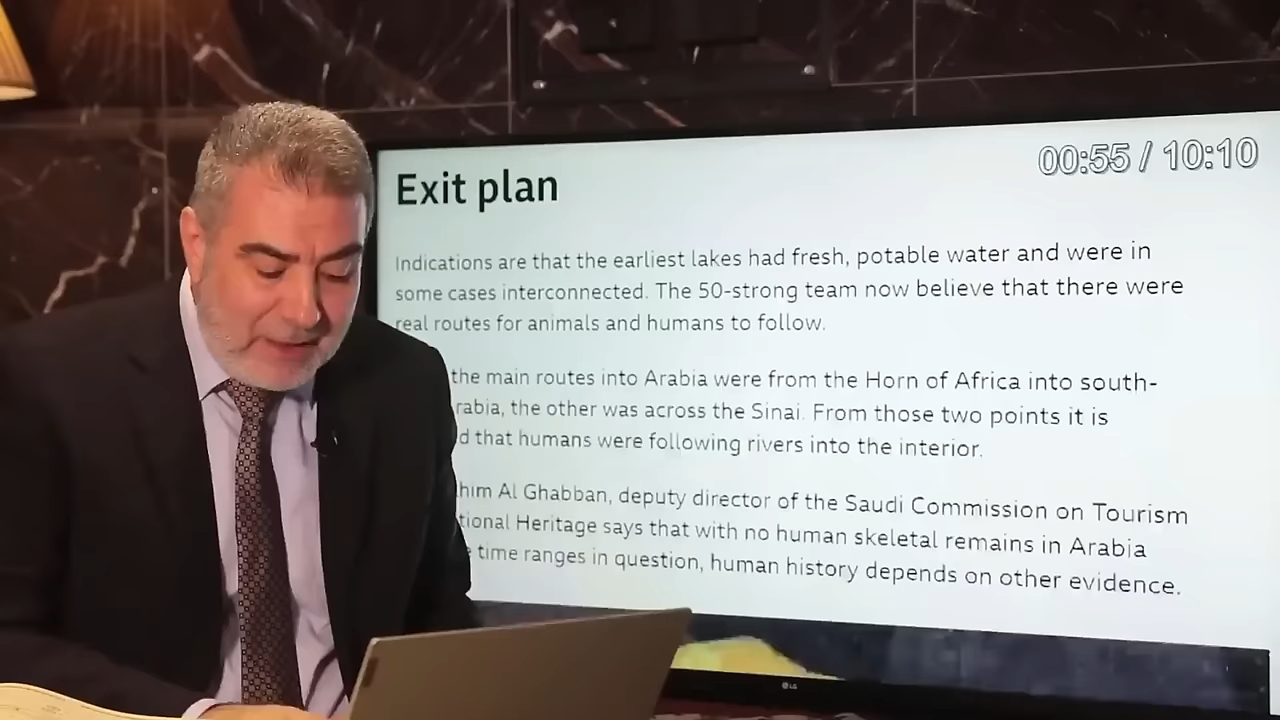 00:55 / 10:10
Exit plan
Indications are that the earliest lakes had fresh, potable water and were in
some cases interconnected. The 50-strong team now believe that there were
real routes for animals and humans to follow.
the main routes into Arabia were from the Horn of Africa into south-
the other was across the Sinai. From those two points it is
that humans were following rivers into the interior.
Al Ghabban, deputy director of the Saudi Commission on Tourism
Heritage says that with no human skeletal remains in Arabia
time ranges in question, human history depends on other evidence.
LG